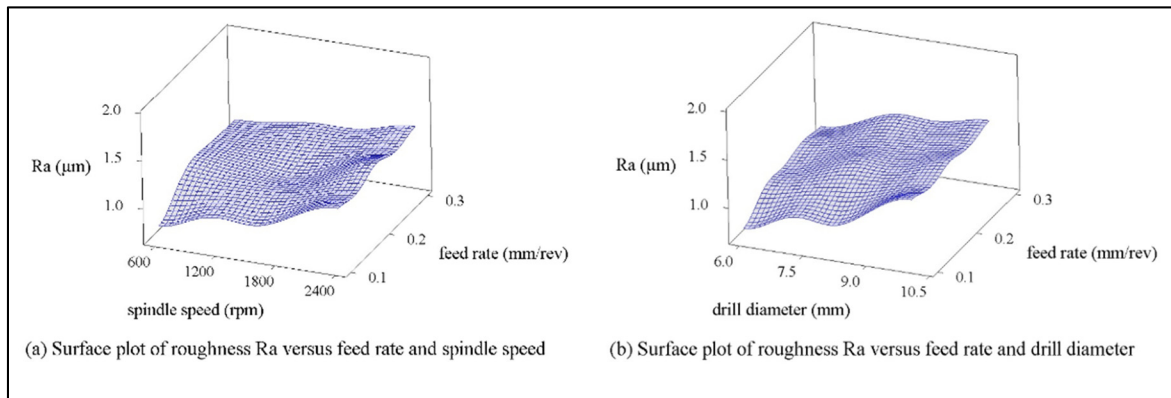 2.0
Ra (μm)
1.5
1.0
600
1200
1800
2400
spindle speed (rpm)
0.1
0.2
0.3
feed rate (mm/rev)
(a) Surface plot of roughness Ra versus feed rate and spindle speed
2.0
Ra (μm)
1.5
1.0
6.0
7.5
9.0
10.5
drill diameter (mm)
0.1
0.2
0.3
feed rate (mm/rev)
(b) Surface plot of roughness Ra versus feed rate and drill diameter